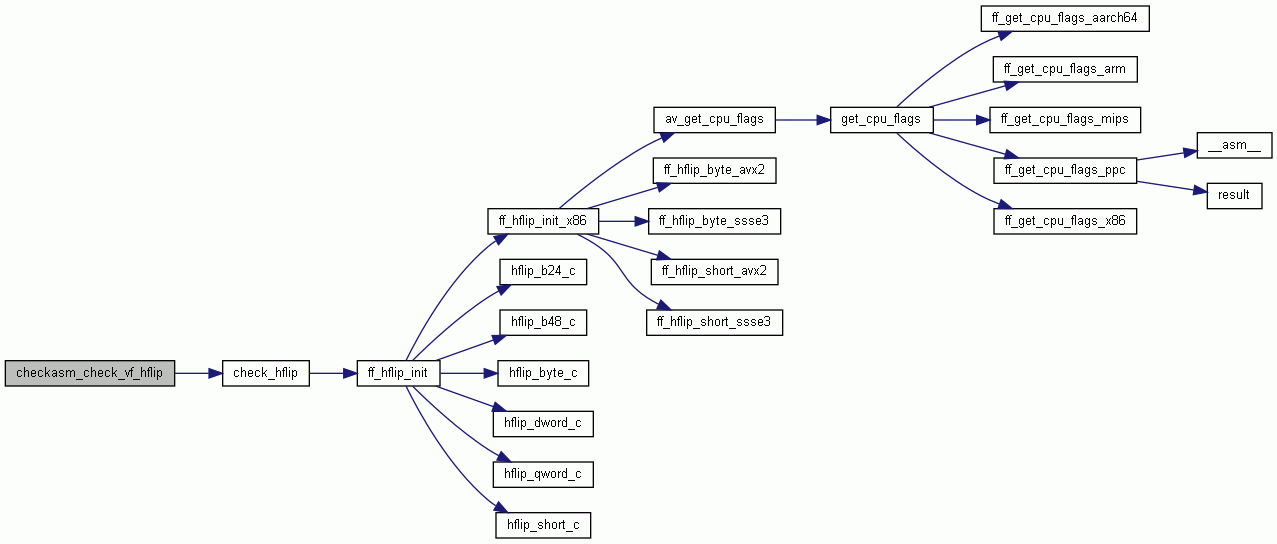 ff_get_cpu_flags_aarch64
ff_get_cpu_flags_arm
av_get_cpu_flags
get_cpu_flags
ff_get_cpu_flags_mips
__asm__
ff_hflip_byte_avx2
ff_get_cpu_flags_ppc
result
ff_hflip_init_x86
ff_hflip_byte_ssse3
ff_get_cpu_flags_x86
hflip_b24_c
ff_hflip_short_avx2
hflip_b48_c
ff_hflip_short_ssse3
checkasm_check_vf_hflip
check_hflip
ff_hflip_init
hflip_byte_c
hflip_dword_c
hflip_qword_c
hflip_short_c